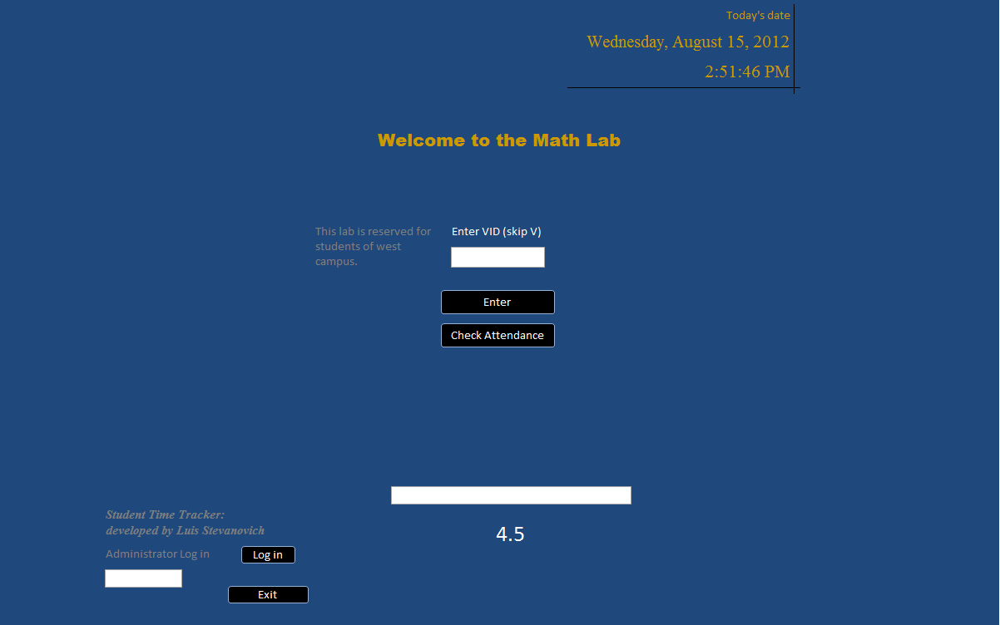 Today's date
Wednesday, August 15, 2012
2:51:46 PM
Welcome to the Math Lab
This lab is reserved for
students of west
campus.
Enter VID (skip V)
Enter
Check Attendance
Student Time Tracker:
developed by Luis Stevanovich
4.5
Administrator Log in
Log in
Exit